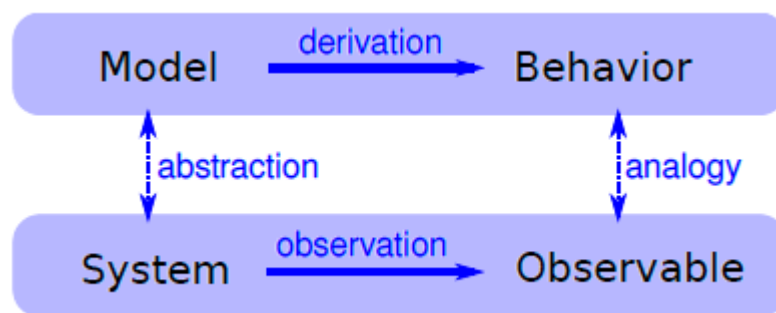 derivation
Model Behavior
abstraction analogy
observation
System Observable